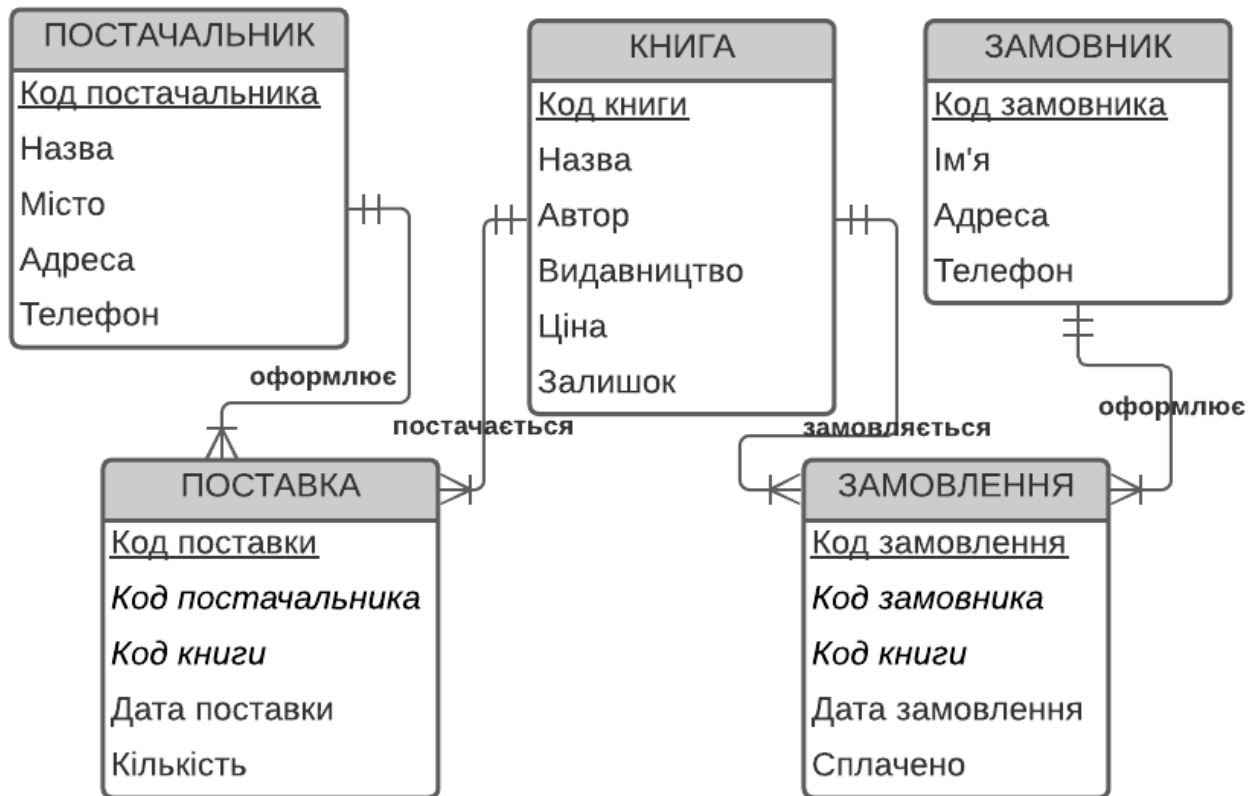 ПОСТАЧАЛЬНИК
Код постачальника
Назва
Місто
Адреса
Телефон
КНИГА
Код книги
Назва
Автор
Видавництво
Ціна
Залишок
ЗАМОВНИК
Код замовника
Ім'я
Адреса
Телефон
оформлює
постачається
замовляється
оформлює
ПОСТАВКА
Код поставки
Код постачальника
Код книги
Дата поставки
Кількість
ЗАМОВЛЕННЯ
Код замовлення
Код замовника
Код книги
Дата замовлення
Сплачено